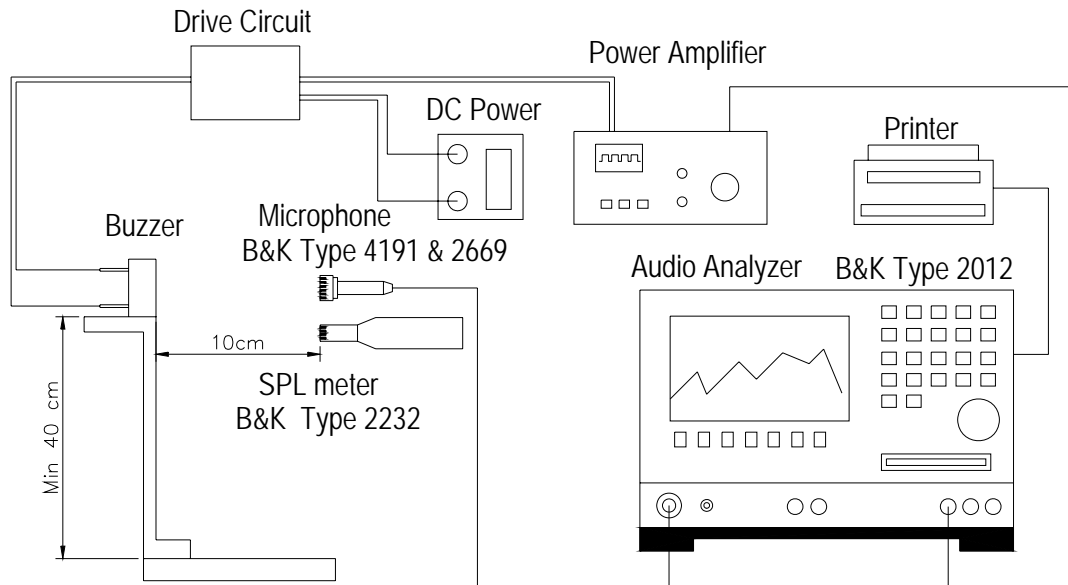 Drive Circuit
Power Amplifier
DC Power
Printer
Buzzer
Microphone
B&K Type 4191 & 2669
Audio Analyzer
B&K Type 2012
10cm
SPL meter
B&K Type 2232
Min 40 cm